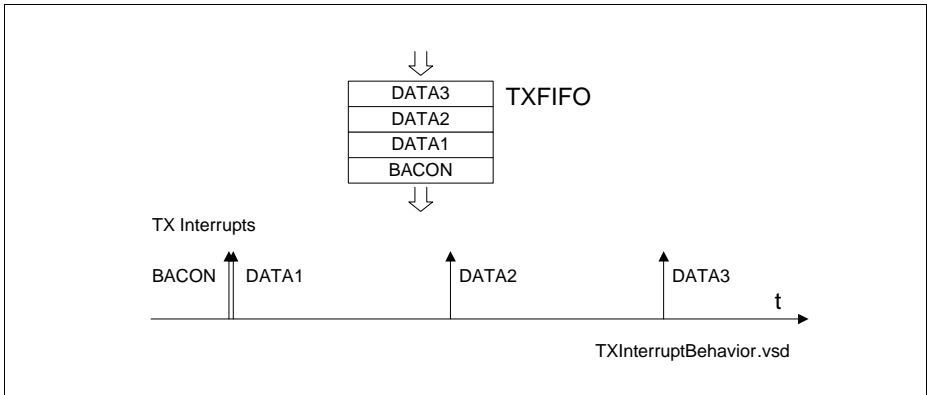 DATA3
TXFIFO
DATA2
DATA1
BACON
TX Interrupts
BACON DATA1 DATA2 DATA3
t
TXInterruptBehavior.vsd